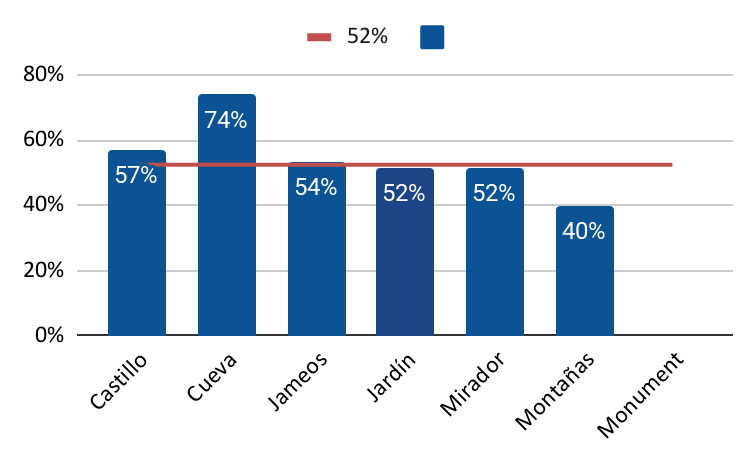 52%
80%
60%
40%
20%
0%
57%
74%
54%
52%
52%
40%
Castillo
Cueva
Jameos
Jardín
Mirador
Montañas
Monument